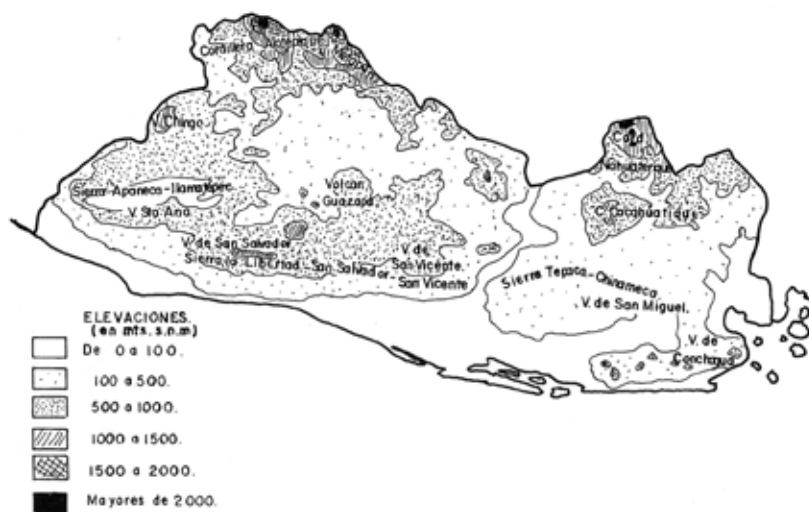 Cordillera
V. Chingo
Sierra Apaneca-Ilamatepec.
V. Sta Ana
Volcan
Guazapa
V. de San Salvador
Sierra la Libertad-San Salvador
V. de
San Vicente
San Vicente
C. Cacahuatique
Sierra Tepaca-Chinameca
V. de San Miguel.
V. de
Conchagua
ELEVACIONES.
(en mts. s.n.m)
De 0 a 100.
100 a 500.
500 a 1000.
1000 a 1500.
1500 a 2000.
Mayores de 2000.